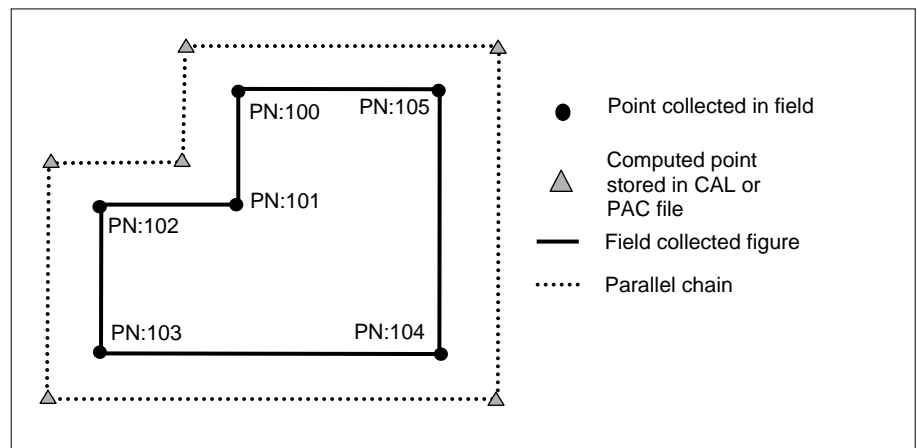 PN:100
PN:105
PN:101
PN:102
PN:103
PN:104
Point collected in field
Computed point
stored in CAL or
PAC file
Field collected figure
Parallel chain